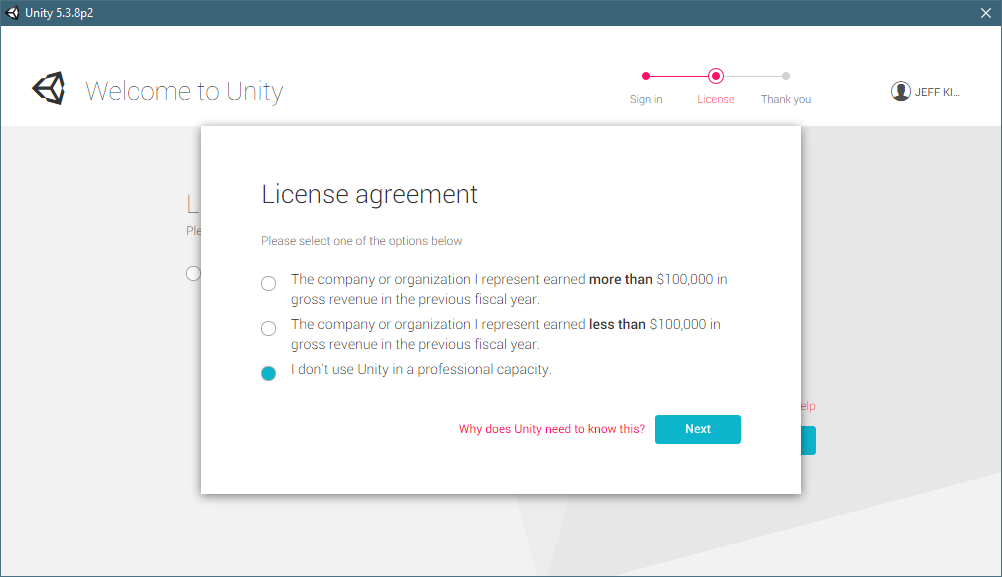 Unity 5.3.8p2
Welcome to Unity
Sign in
License
Thank you
JEFF KI...
License agreement
Please select one of the options below
The company or organization I represent earned more than $100,000 in
gross revenue in the previous fiscal year.
The company or organization I represent earned less than $100,000 in
gross revenue in the previous fiscal year.
I don't use Unity in a professional capacity.
Why does Unity need to know this?
Next
L
Ple
elp